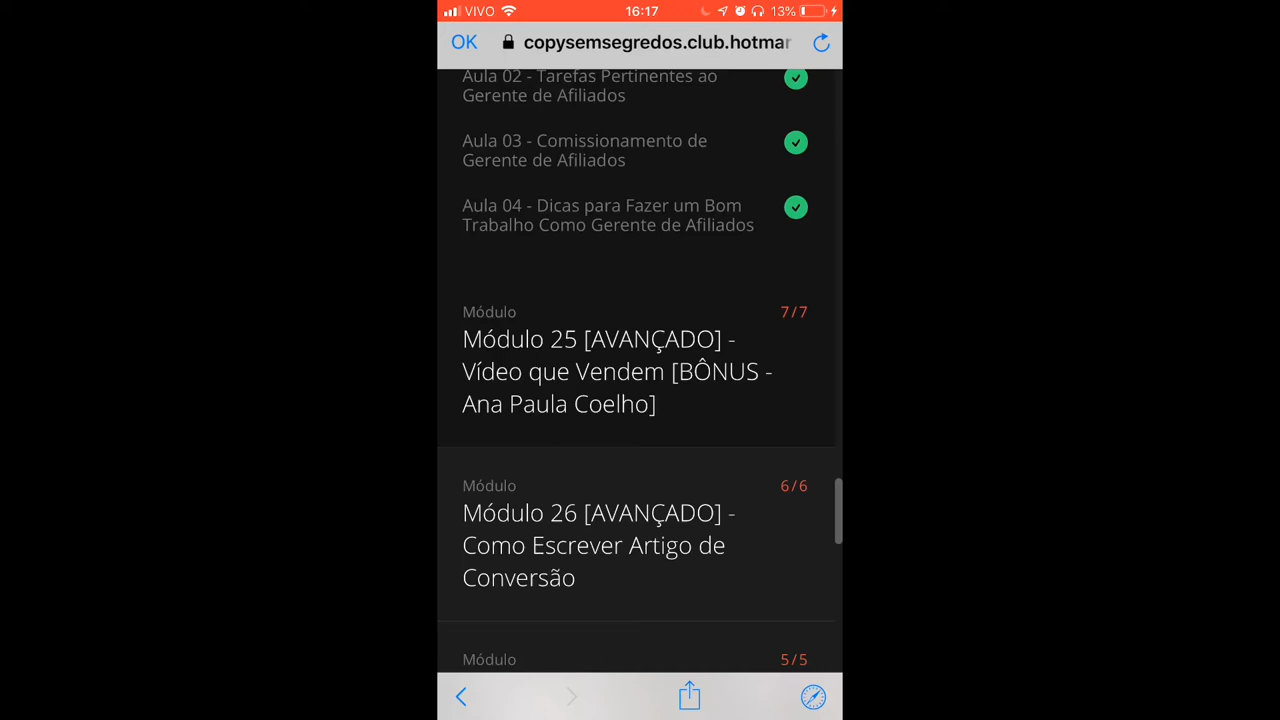 VIVO 16:17 13%
OK copysemsegredos.club.hotmar
Aula 02 - Tarefas Pertinentes ao
Gerente de Afiliados
Aula 03 - Comissionamento de
Gerente de Afiliados
Aula 04 - Dicas para Fazer um Bom
Trabalho Como Gerente de Afiliados
Módulo 7/7
Módulo 25 [AVANÇADO] -
Vídeo que Vendem [BÔNUS -
Ana Paula Coelho]
Módulo 6/6
Módulo 26 [AVANÇADO] -
Como Escrever Artigo de
Conversão
Módulo 5/5